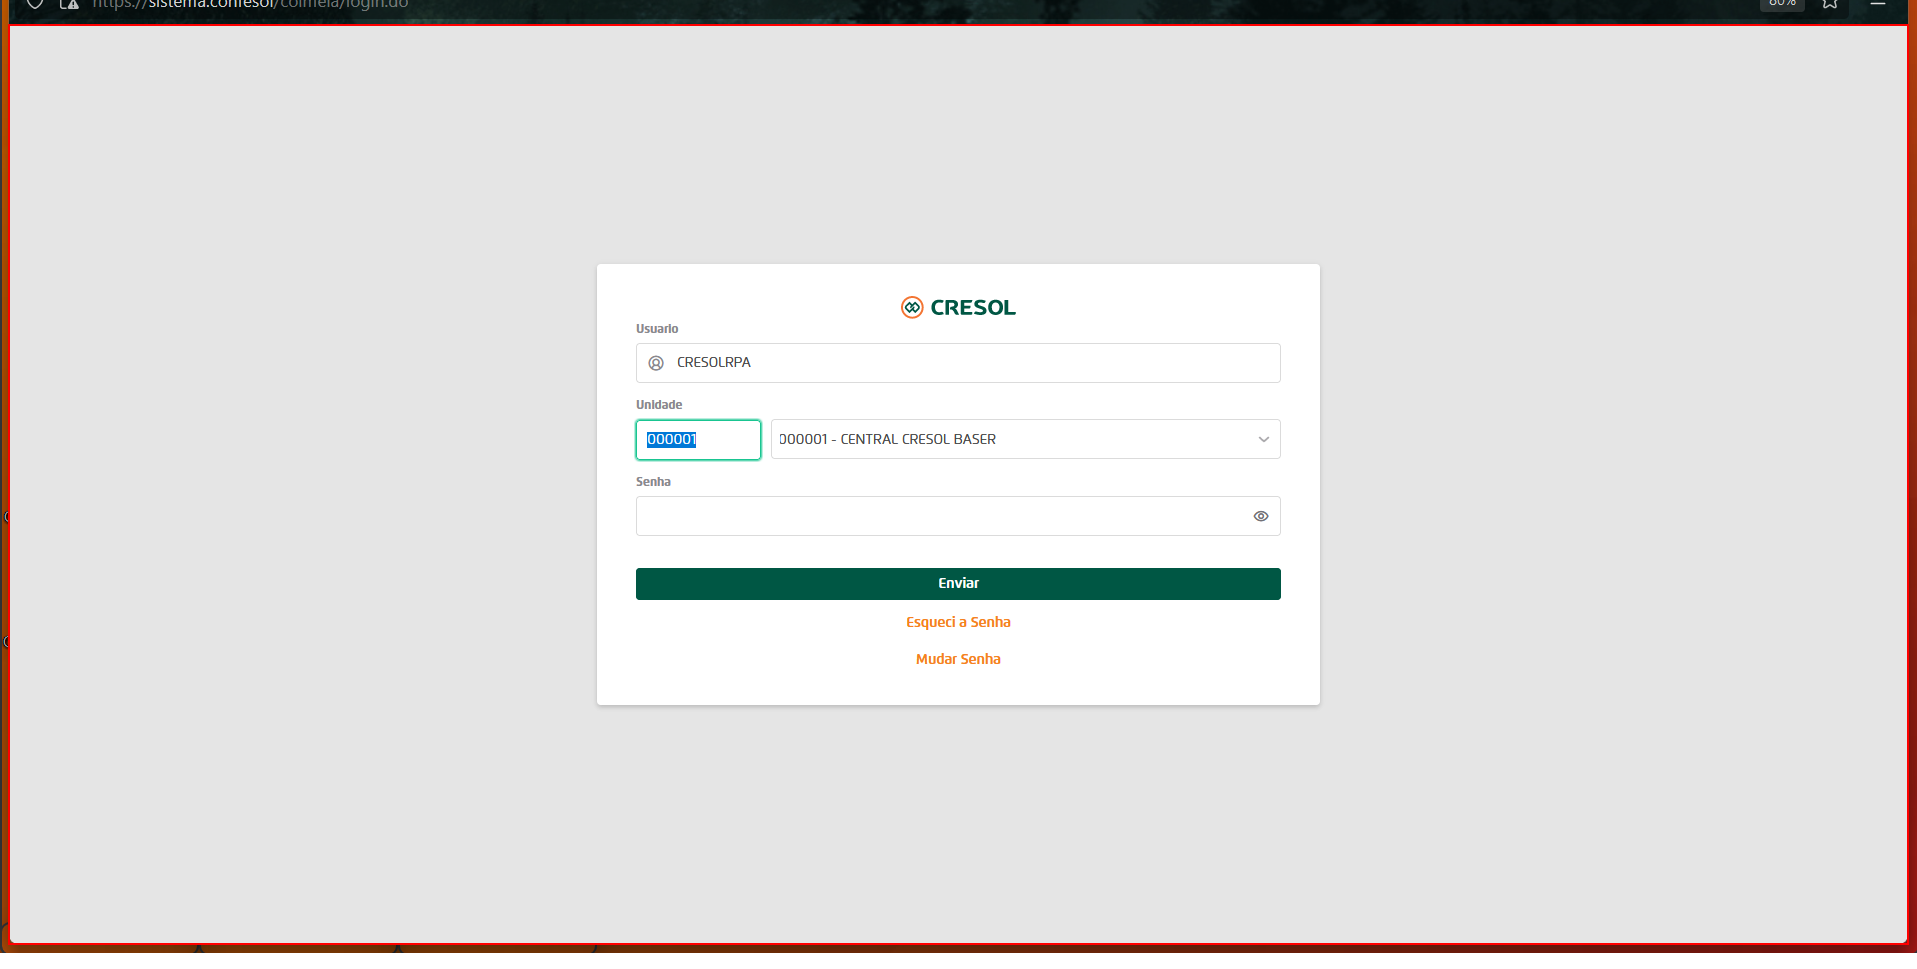 https://sistema.confesol/colmeia/login.do
80%
CRESOL
Usuario
CRESOLRPA
Unidade
000001
000001 - CENTRAL CRESOL BASER
Senha
Enviar
Esqueci a Senha
Mudar Senha